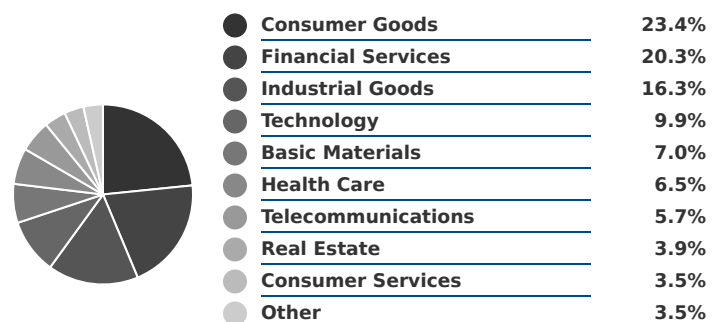 Consumer Goods 23.4%
Financial Services 20.3%
Industrial Goods 16.3%
Technology 9.9%
Basic Materials 7.0%
Health Care 6.5%
Telecommunications 5.7%
Real Estate 3.9%
Consumer Services 3.5%
Other 3.5%